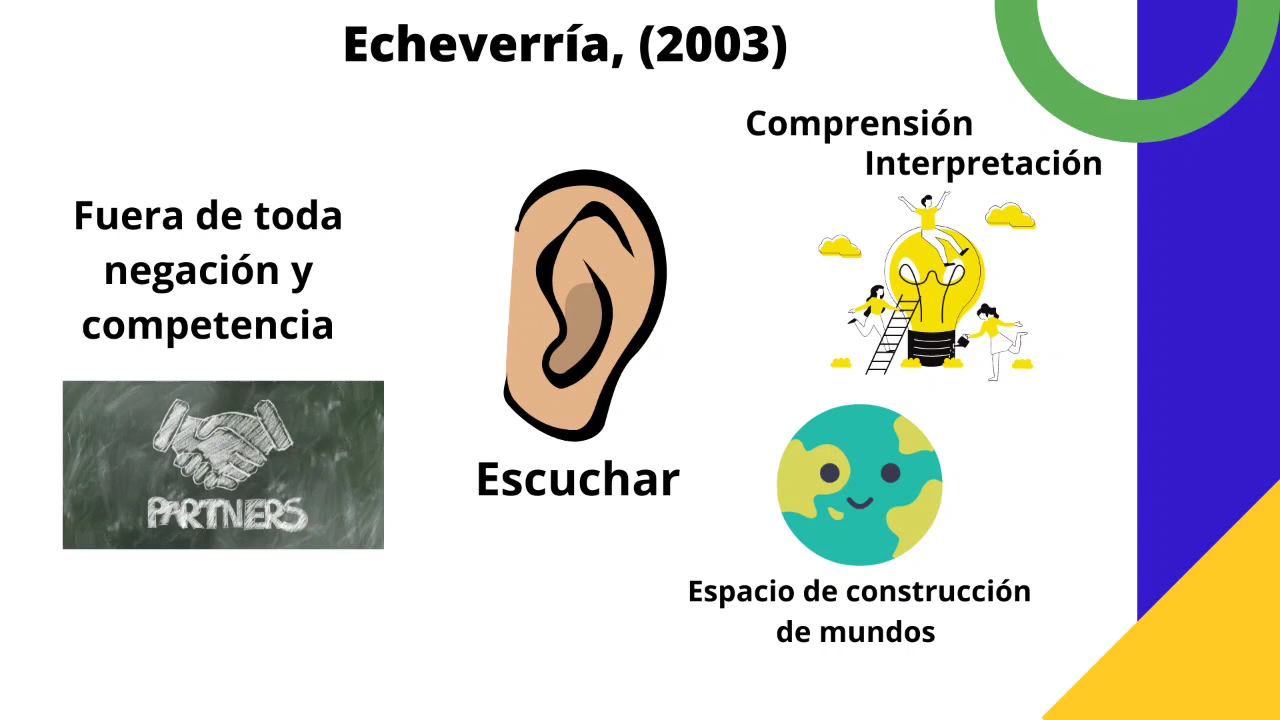 Echeverría, (2003)
Fuera de toda
negación y
competencia
PARTNERS
Escuchar
Comprensión
Interpretación
Espacio de construcción
de mundos